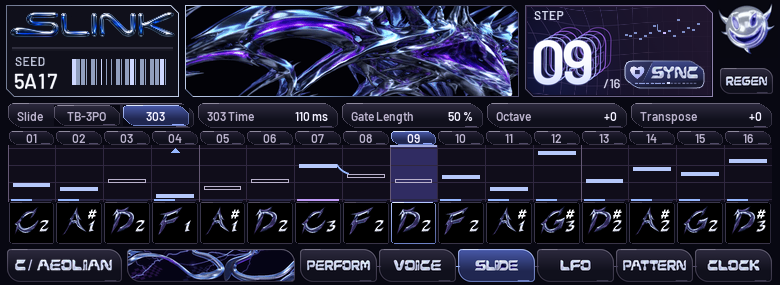 SLINK
SEED
5A17
STEP
09 /16
SYNC
REGEN
Slide TB-3PO 303
303 Time 110 ms
Gate Length 50 %
Octave +0
Transpose +0
01 02 03 04 05 06 07 08 09 10 11 12 13 14 15 16
C2 A#1 D2 F1 A#1 D2 C3 F2 D2 F2 A#1 G#3 D#2 A#2 G2 D#3
C/ AEOLIAN
PERFORM VOICE SLIDE LFO PATTERN CLOCK